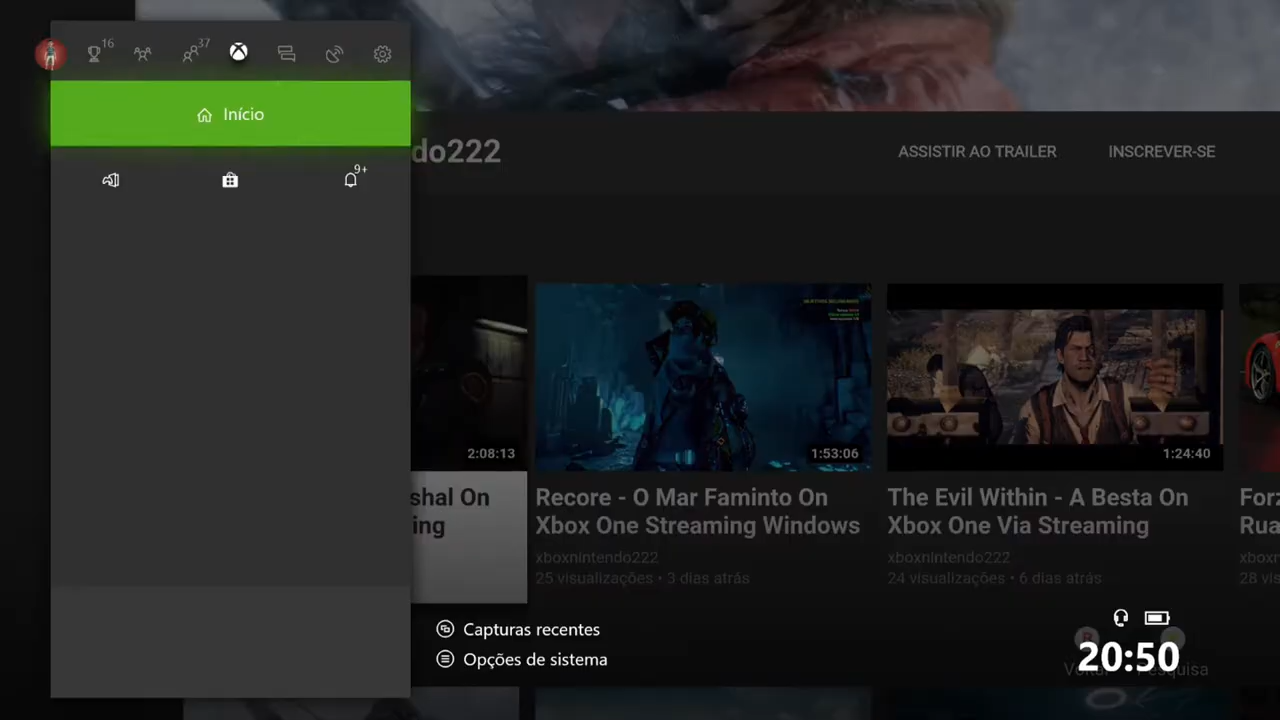 16
37
Início
9+
do222
ASSISTIR AO TRAILER
INSCREVER-SE
2:08:13
1:53:06
1:24:40
shal On
ing
Recore - O Mar Faminto On
Xbox One Streaming Windows
xboxnintendo222
25 visualizações • 3 dias atrás
The Evil Within - A Besta On
Xbox One Via Streaming
xboxnintendo222
24 visualizações • 6 dias atrás
Forz
Rua
xboxn
28 vis
Capturas recentes
Opções de sistema
20:50